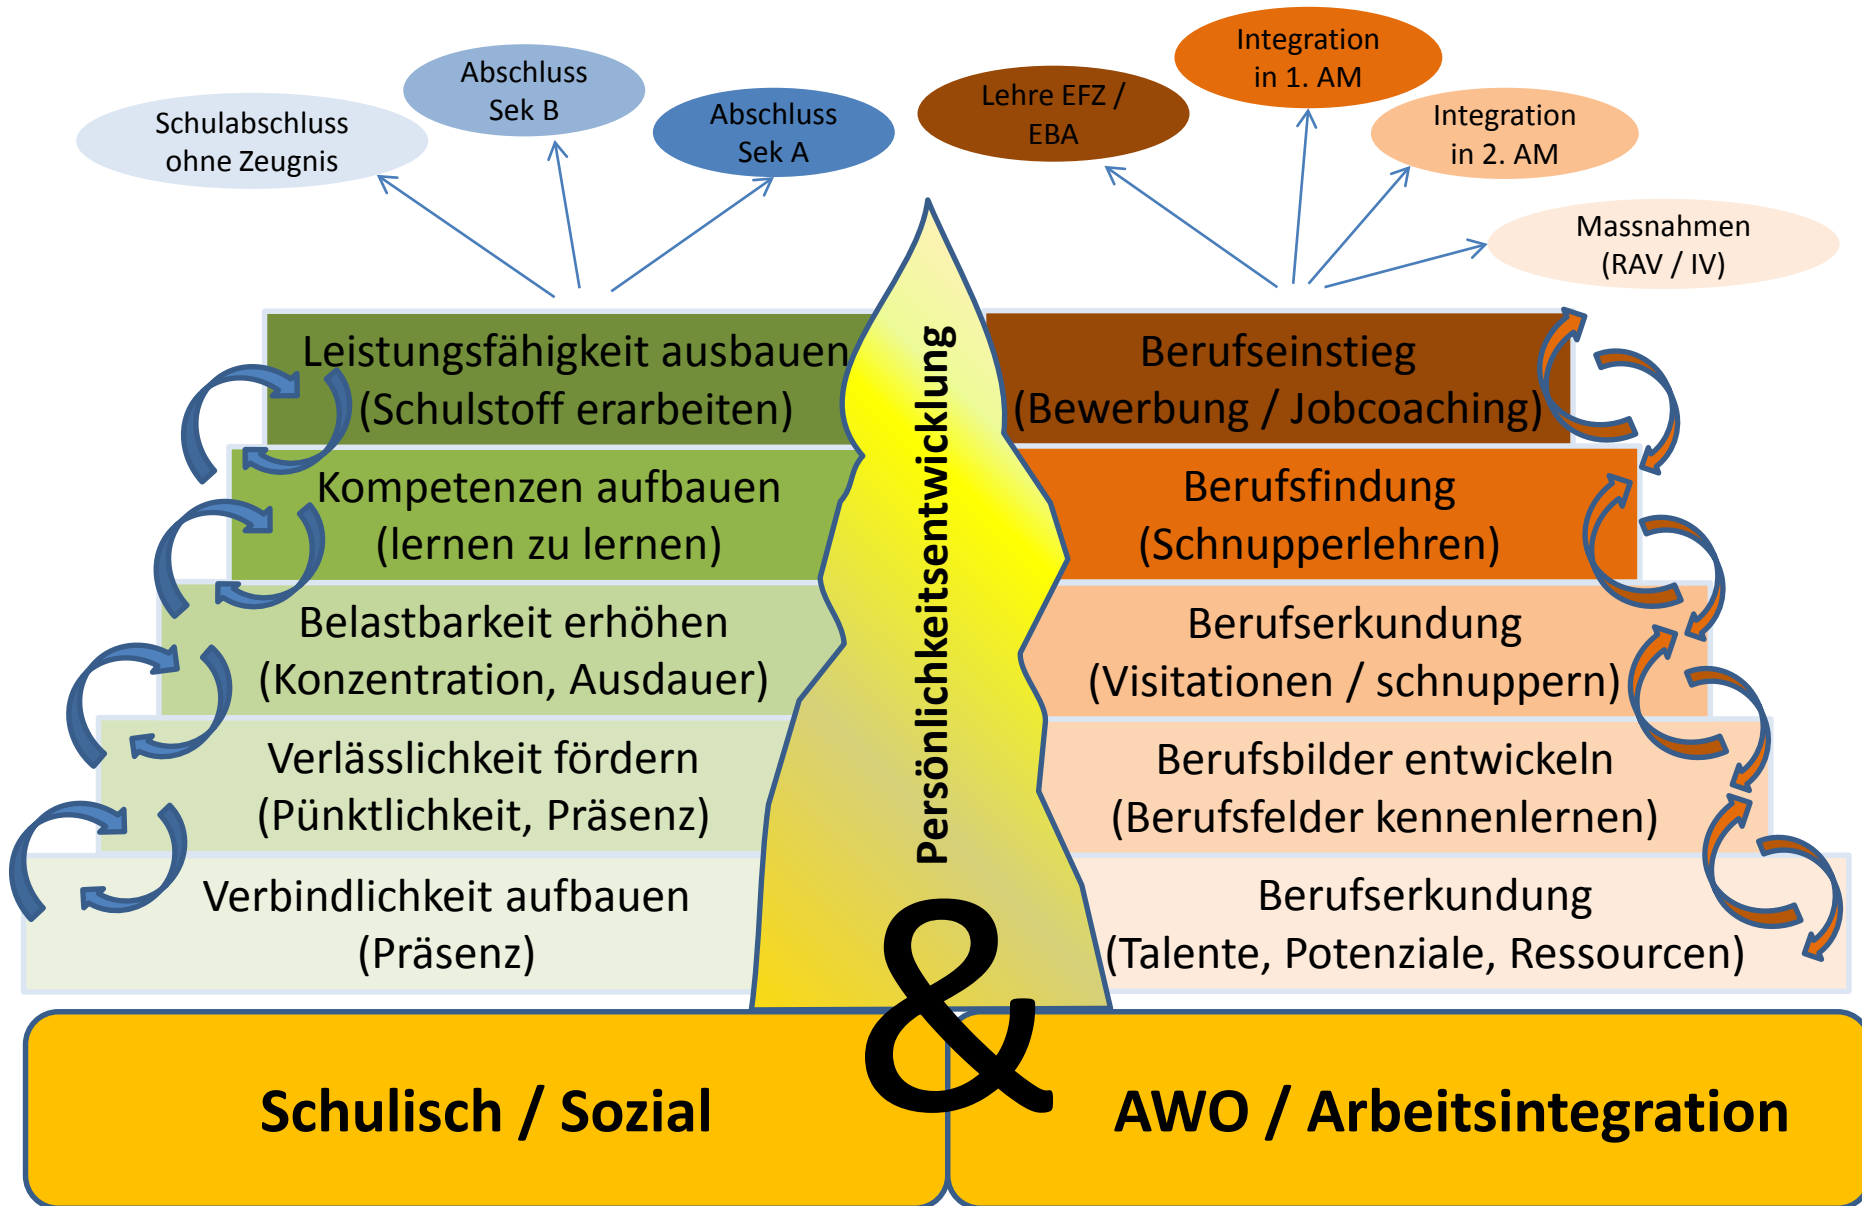 Schulabschluss
ohne Zeugnis
Abschluss
Sek B
Abschluss
Sek A
Lehre EFZ /
EBA
Integration
in 1. AM
Integration
in 2. AM
Massnahmen
(RAV / IV)
Leistungsfähigkeit ausbauen
(Schulstoff erarbeiten)
Kompetenzen aufbauen
(lernen zu lernen)
Belastbarkeit erhöhen
(Konzentration, Ausdauer)
Verlässlichkeit fördern
(Pünktlichkeit, Präsenz)
Verbindlichkeit aufbauen
(Präsenz)
Persönlichkeitsentwicklung
Berufseinstieg
(Bewerbung / Jobcoaching)
Berufsfindung
(Schnupperlehren)
Berufserkundung
(Visitationen / schnuppern)
Berufsbilder entwickeln
(Berufsfelder kennenlernen)
Berufserkundung
(Talente, Potenziale, Ressourcen)
Schulisch / Sozial
&
AWO / Arbeitsintegration